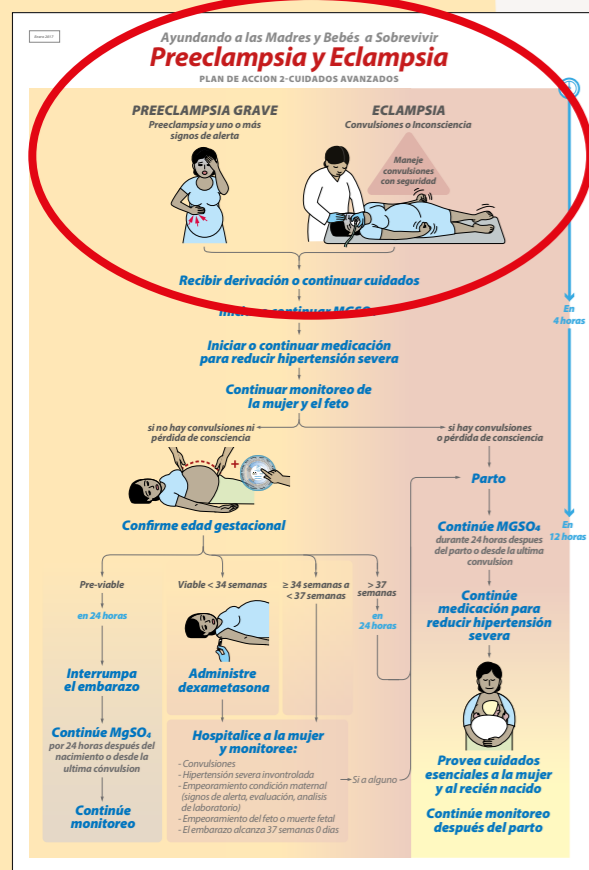 Enero 2017
Ayundando a las Madres y Bebés a Sobrevivir
Preeclampsia y Eclampsia
PLAN DE ACCION 2-CUIDADOS AVANZADOS
PREECLAMPSIA GRAVE
Preeclampsia y uno o más
signos de alerta
ECLAMPSIA
Convulsiones o Inconsciencia
Maneje
convulsiones
con seguridad
Recibir derivación o continuar cuidados
continuar MGSO
En
4 horas
Iniciar o continuar medicación
para reducir hipertensión severa
Continuar monitoreo de
la mujer y el feto
si no hay convulsiones ni
pérdida de consciencia
si hay convulsiones
o pérdida de consciencia
+
Confirme edad gestacional
Parto
En
12 horas
Continúe MGSO₄
durante 24 horas despues
del parto o desde la ultima
convulsion
Continúe
medicación para
reducir hipertensión
severa
Provea cuidados
esenciales a la mujer
y al recién nacido
Continúe monitoreo
después del parto
Pre-viable
en 24 horas
Interrumpa
el embarazo
Continúe MgSO₄
por 24 horas después del
nacimiento o desde la
ultima cónvulsion
Continúe
monitoreo
Viable < 34 semanas
Administre
dexametasona
≥ 34 semanas a
< 37 semanas
> 37
semanas
en
24 horas
Hospitalice a la mujer
y monitoree:
- Convulsiones
- Hipertensión severa invontrolada
- Empeoramiento condición maternal
(signos de alerta, evaluación, analisis
de laboratorio)
- Empeoramiento del feto o muerte fetal
- El embarazo alcanza 37 semanas 0 dias
Si a alguno